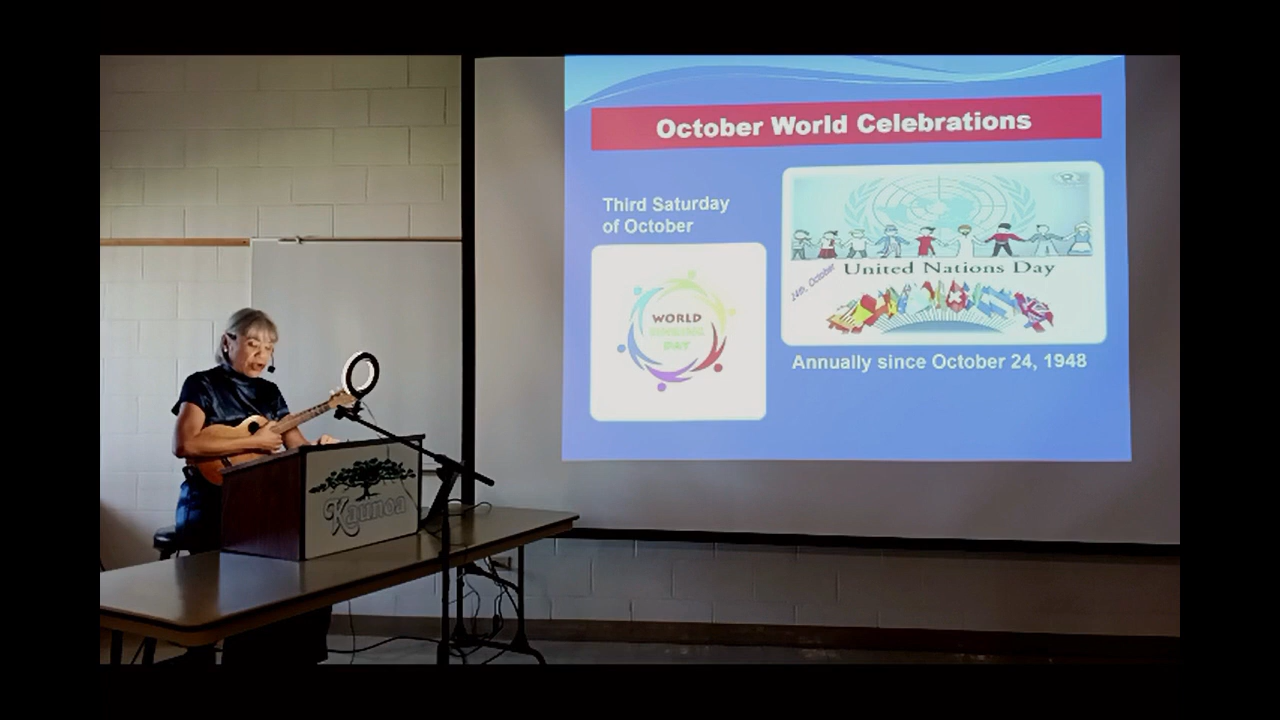 October World Celebrations
Third Saturday
of October
WORLD
SINGING
DAY
24th, October
United Nations Day
Annually since October 24, 1948
Kaunoa